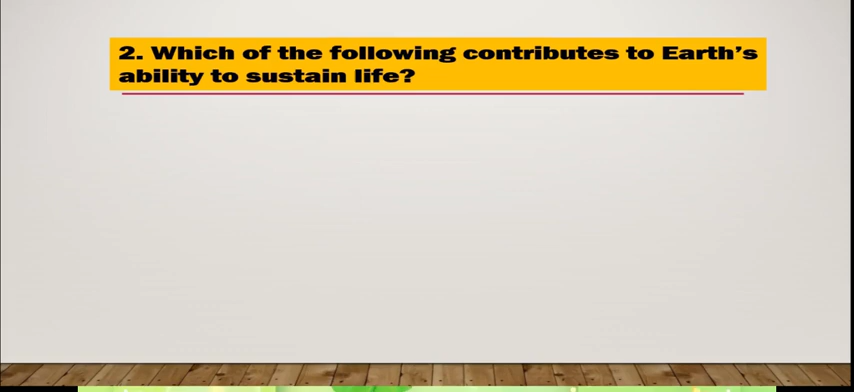 2. Which of the following contributes to Earth’s
ability to sustain life?